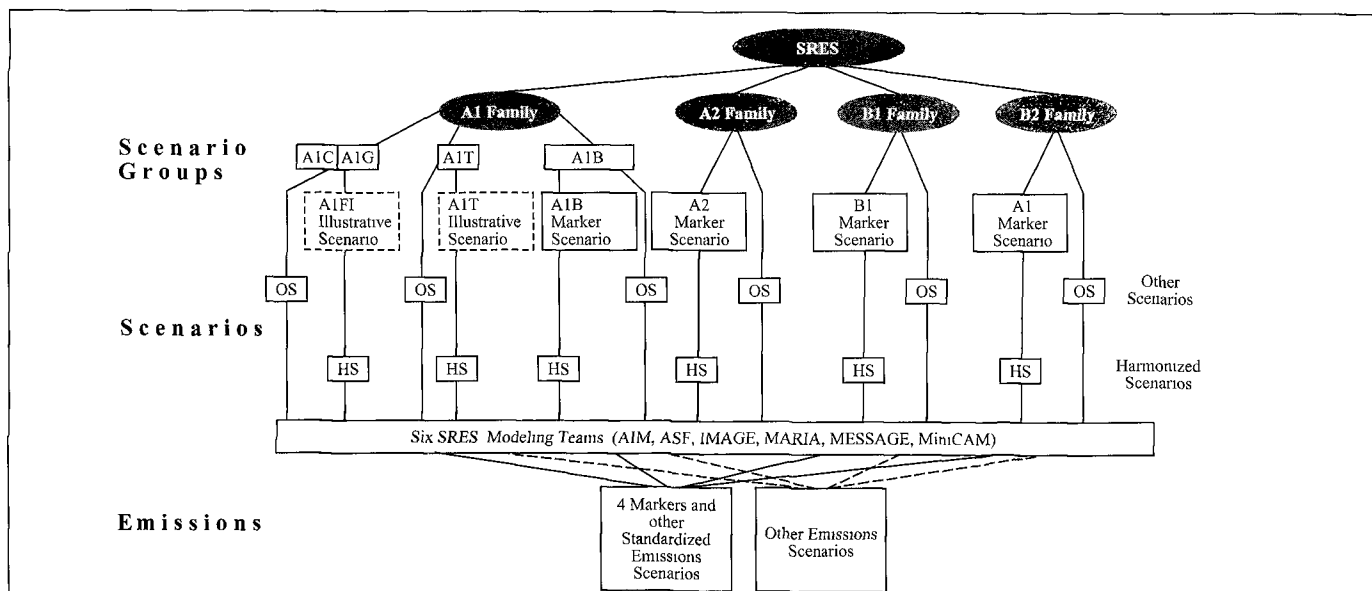 SRES
A1 Family
A2 Family
B1 Family
B2 Family
Scenario
Groups
A1C
A1G
A1T
A1B
A1FI
Illustrative
Scenario
A1T
Illustrative
Scenario
A1B
Marker
Scenario
A2
Marker
Scenario
B1
Marker
Scenario
A1
Marker
Scenario
OS
OS
OS
OS
OS
OS
Other
Scenarios
Scenarios
HS
HS
HS
HS
HS
HS
Harmonized
Scenarios
Six SRES Modeling Teams (AIM, ASF, IMAGE, MARIA, MESSAGE, MiniCAM)
Emissions
4 Markers and
other
Standardized
Emissions
Scenarios
Other Emissions
Scenarios